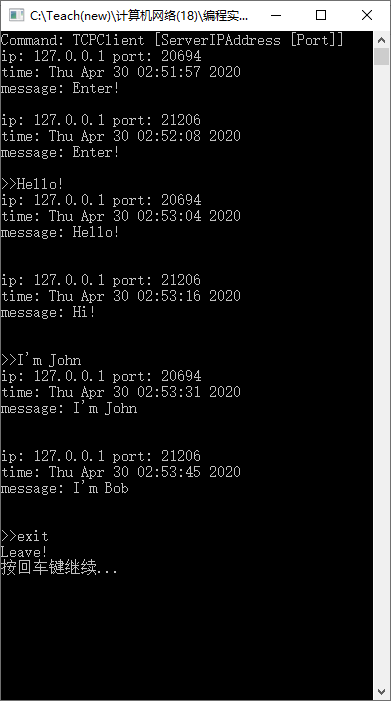 C:\Teach(new)\计算机网络(18)\编程实...
Command: TCPClient [ServerIPAddress [Port]]
ip: 127.0.0.1 port: 20694
time: Thu Apr 30 02:51:57 2020
message: Enter!
ip: 127.0.0.1 port: 21206
time: Thu Apr 30 02:52:08 2020
message: Enter!
>>Hello!
ip: 127.0.0.1 port: 20694
time: Thu Apr 30 02:53:04 2020
message: Hello!
ip: 127.0.0.1 port: 21206
time: Thu Apr 30 02:53:16 2020
message: Hi!
>>I'm John
ip: 127.0.0.1 port: 20694
time: Thu Apr 30 02:53:31 2020
message: I'm John
ip: 127.0.0.1 port: 21206
time: Thu Apr 30 02:53:45 2020
message: I'm Bob
>>exit
Leave!
按回车键继续...